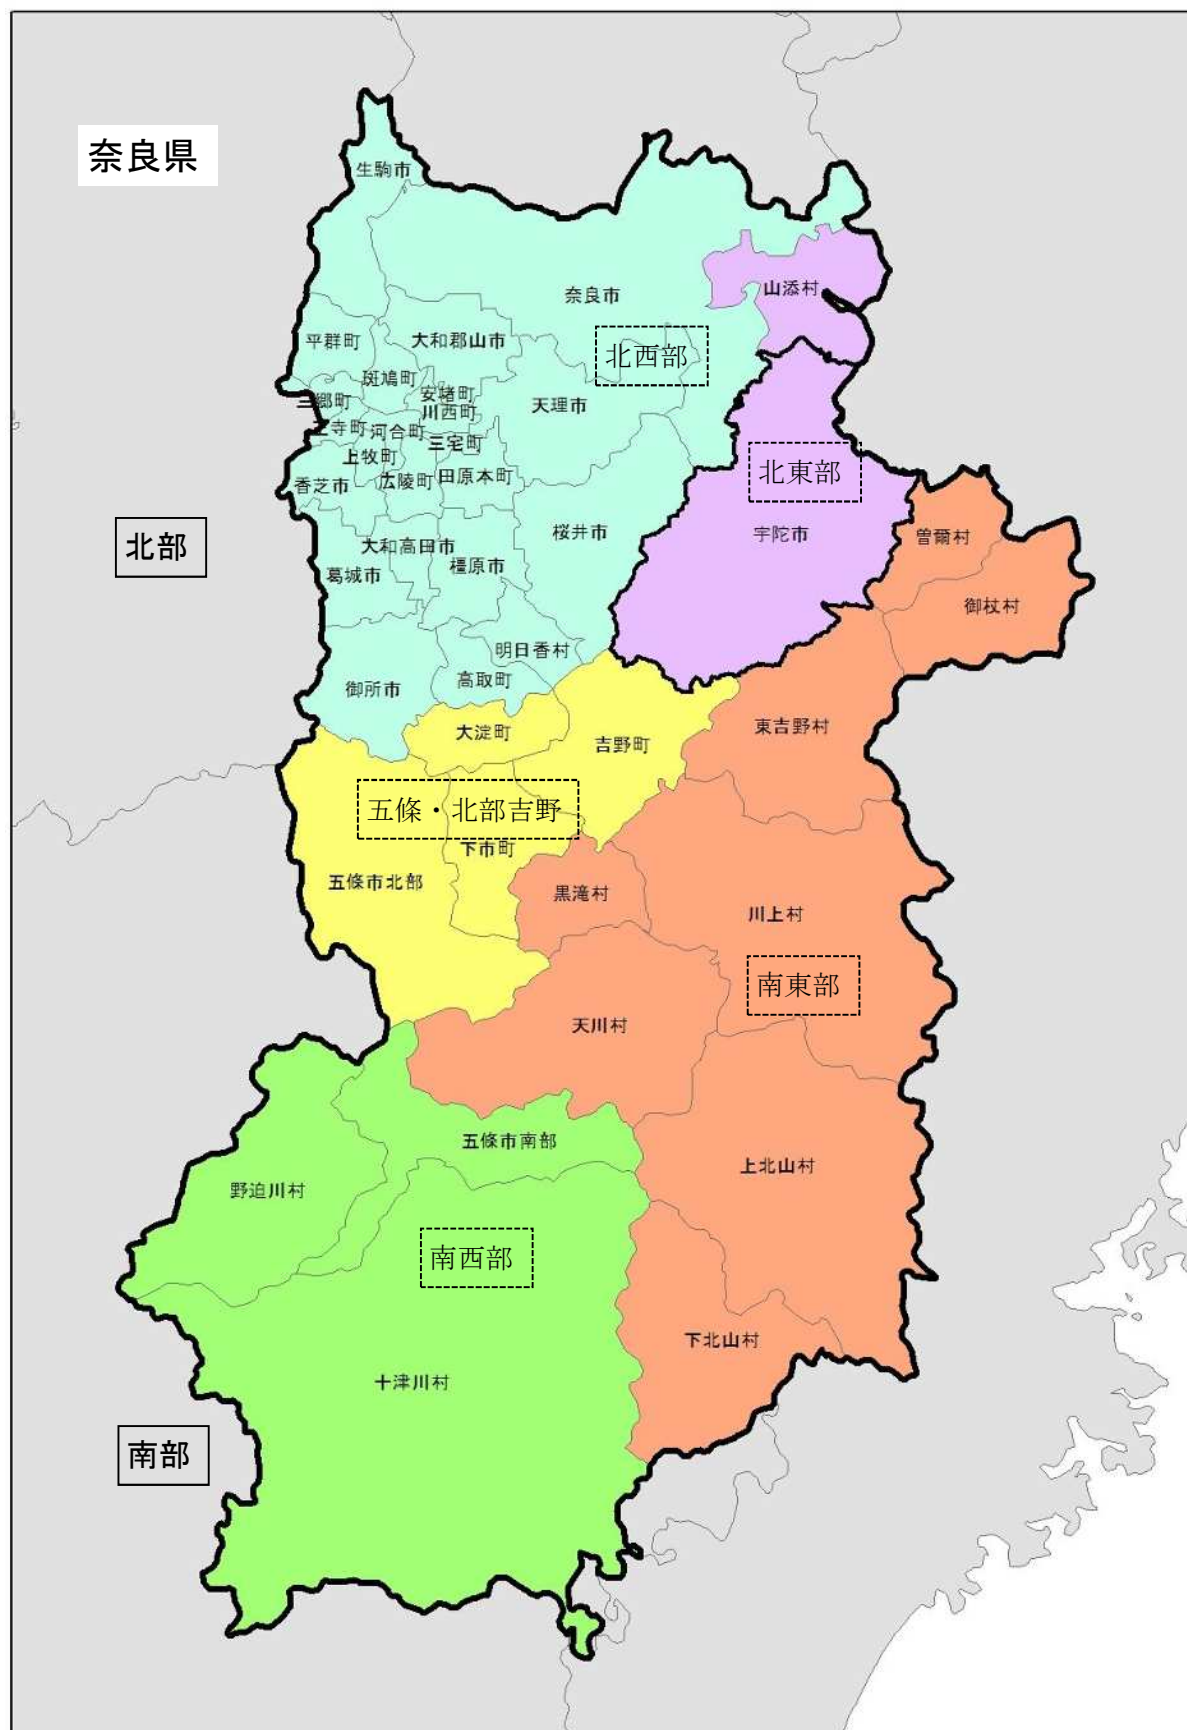 奈良県
生駒市
奈良市
山添村
平群町
大和郡山市
北西部
斑鳩町
安堵町
三郷町
川西町
天理市
王寺町
河合町
三宅町
上牧町
北東部
香芝市
広陵町
田原本町
桜井市
宇陀市
曽爾村
北部
大和高田市
葛城市
橿原市
御杖村
明日香村
高取町
御所市
大淀町
吉野町
東吉野村
五條・北部吉野
下市町
五條市北部
黒滝村
川上村
南東部
天川村
五條市南部
上北山村
野迫川村
南西部
下北山村
十津川村
南部